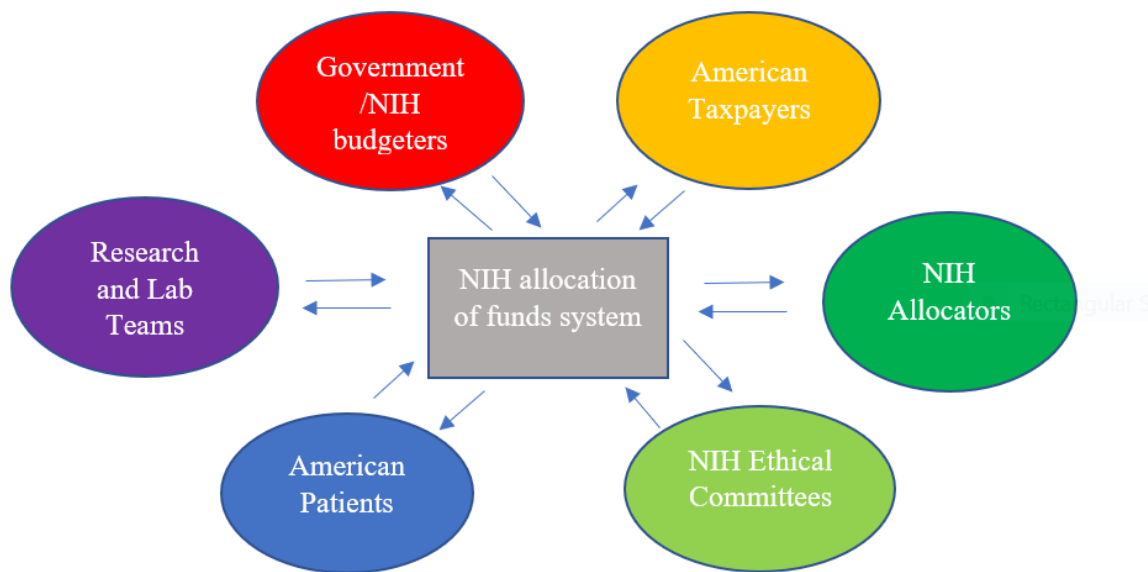 Government
/NIH
budgeters
American
Taxpayers
Research
and Lab
Teams
NIH allocation
of funds system
NIH
Allocators
Rectangular S
American
Patients
NIH Ethical
Committees